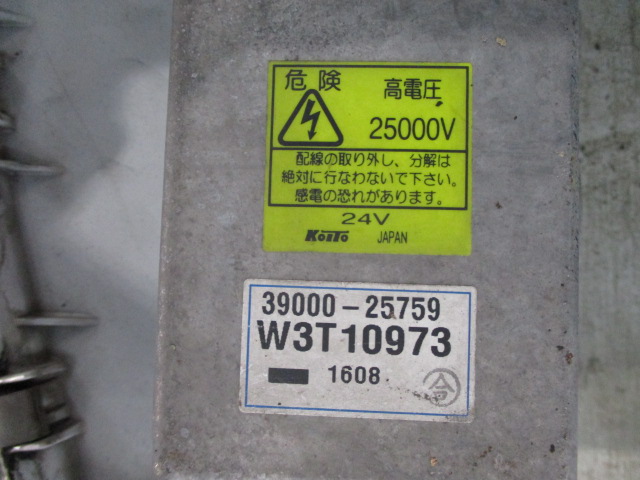 危険 高電圧
25000V
配線の取り外し、分解は
絶対に行なわないで下さい。
感電の恐れがあります。
24V
KOITO JAPAN
39000-25759
W3T10973
1608
合